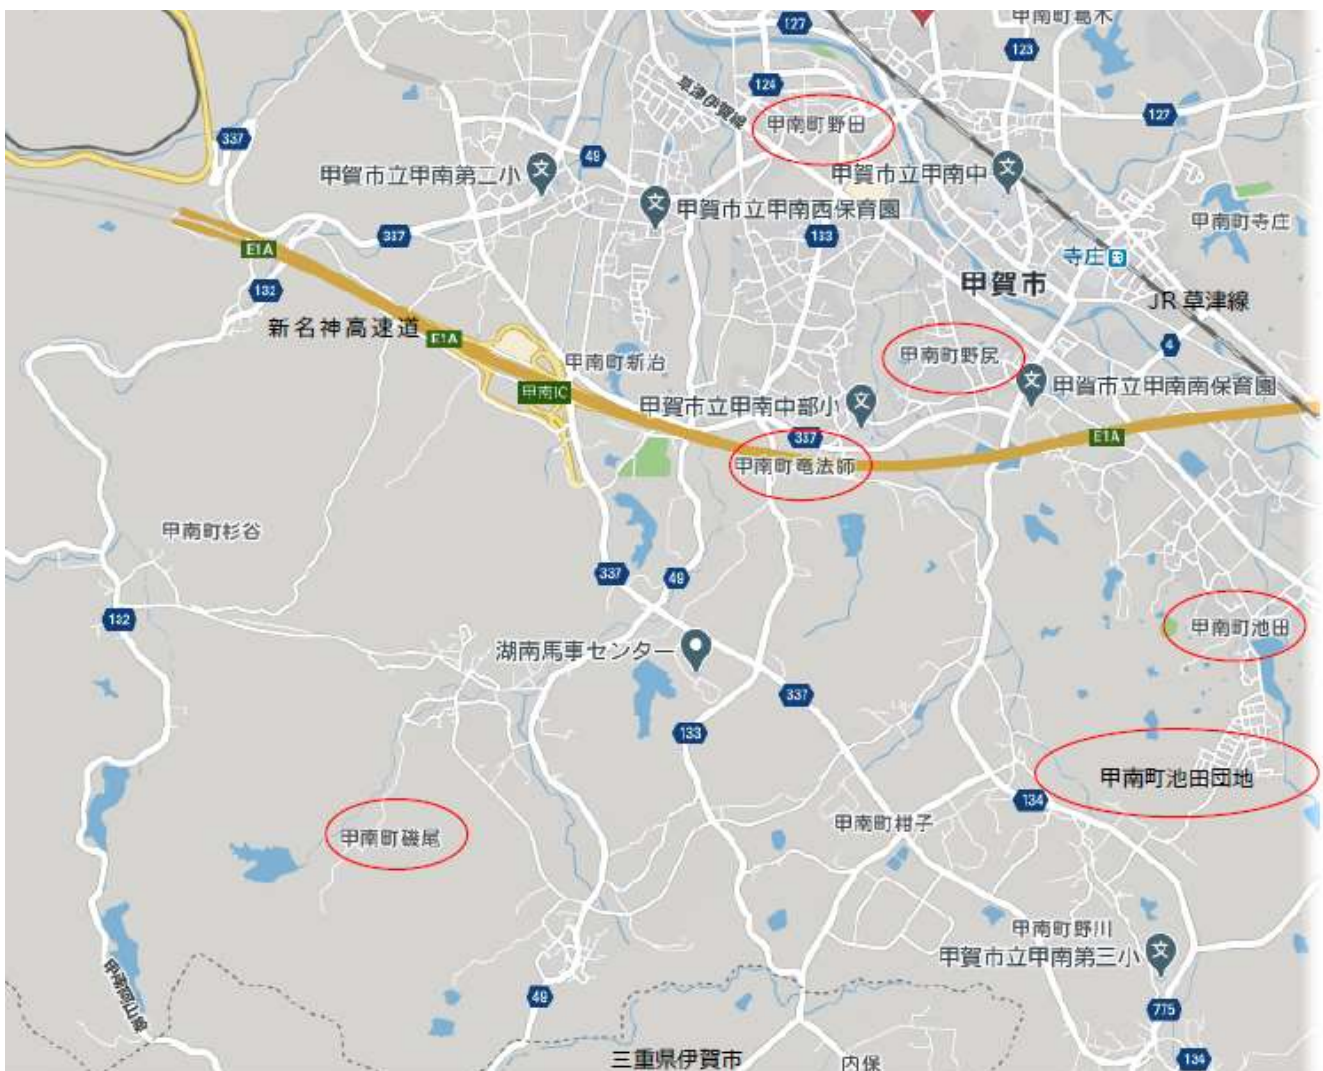 127
甲南町葛木
123
124
草津伊賀線
127
甲南町野田
337
49
甲賀市立甲南第二小
甲賀市立甲南中
甲賀市立甲南西保育園
甲南町寺庄
337
133
E1A
寺庄
甲賀市
132
JR 草津線
新名神高速道
E1A
4
甲南町野尻
甲南町新治
甲南IC
甲賀市立甲南南保育園
甲賀市立甲南中部小
337
E1A
甲南町竜法師
甲南町杉谷
337
49
132
甲南町池田
湖南馬事センター
337
133
甲南町池田団地
134
甲南町柑子
甲南町磯尾
甲南町野川
甲賀市立甲南第三小
49
775
三重県伊賀市
内保
134